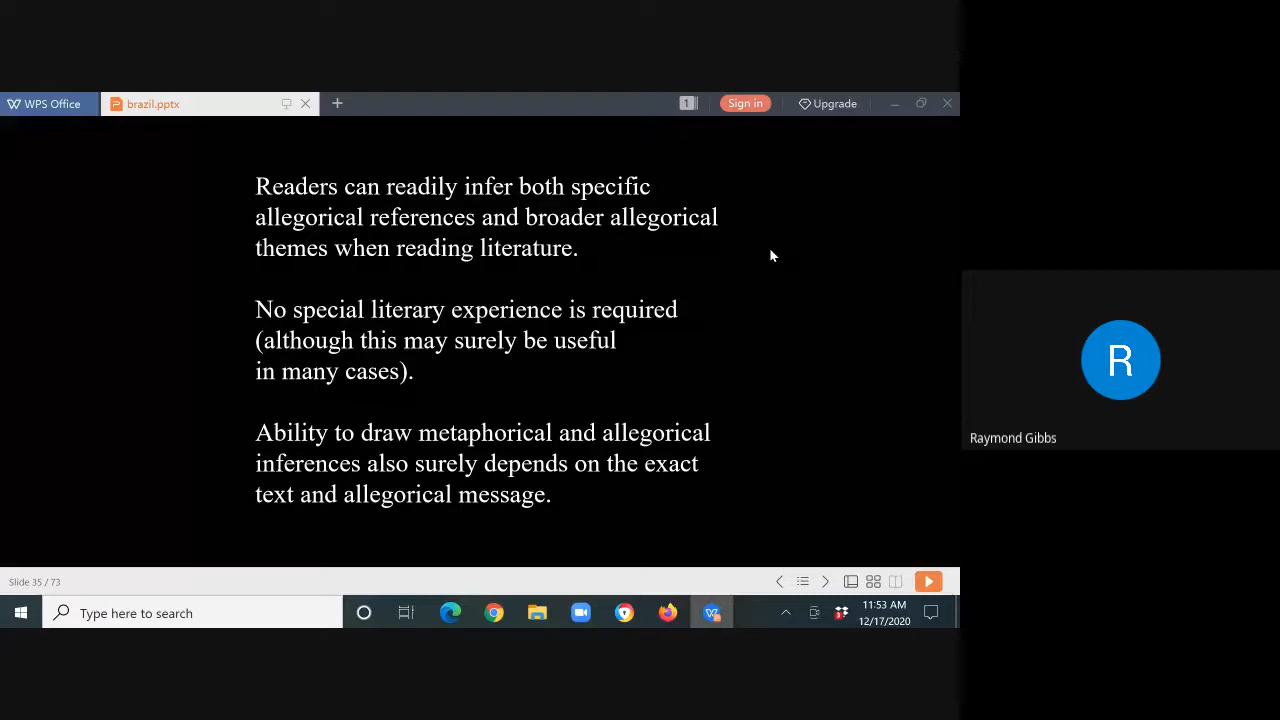 WPS Office
brazil.pptx
1
Sign in
Upgrade
Readers can readily infer both specific
allegorical references and broader allegorical
themes when reading literature.
No special literary experience is required
(although this may surely be useful
in many cases).
Ability to draw metaphorical and allegorical
inferences also surely depends on the exact
text and allegorical message.
R
Raymond Gibbs
Slide 35 / 73
Type here to search
11:53 AM
12/17/2020